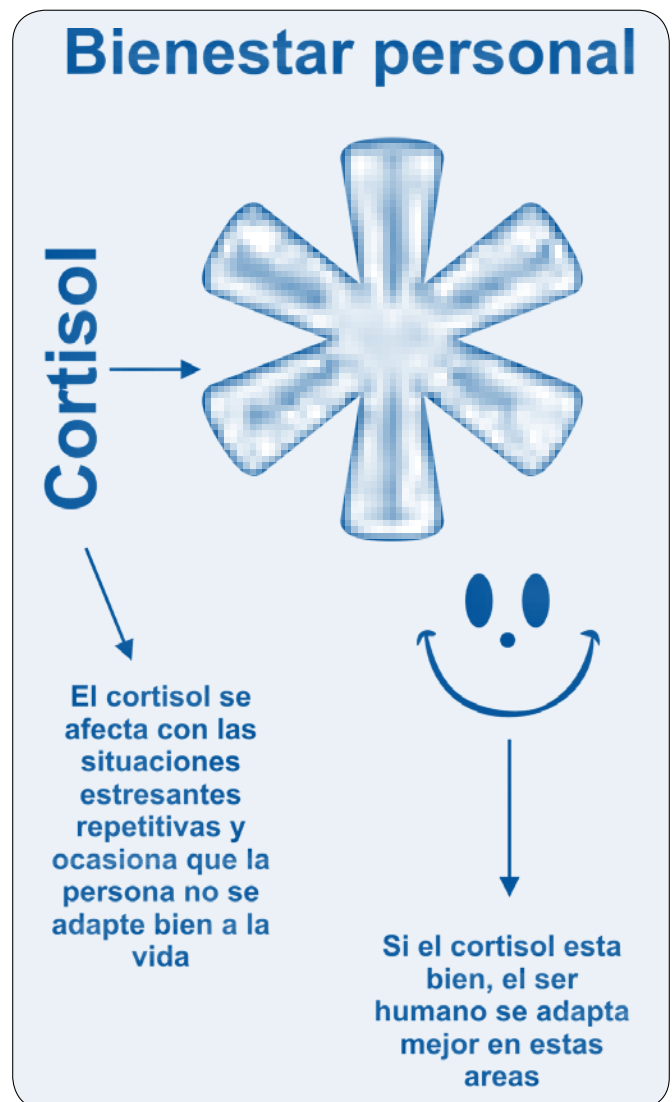 Bienestar personal
Cortisol
El cortisol se
afecta con las
situaciones
estresantes
repetitivas y
ocasiona que la
persona no se
adapte bien a la
vida
Si el cortisol esta
bien, el ser
humano se adapta
mejor en estas
areas